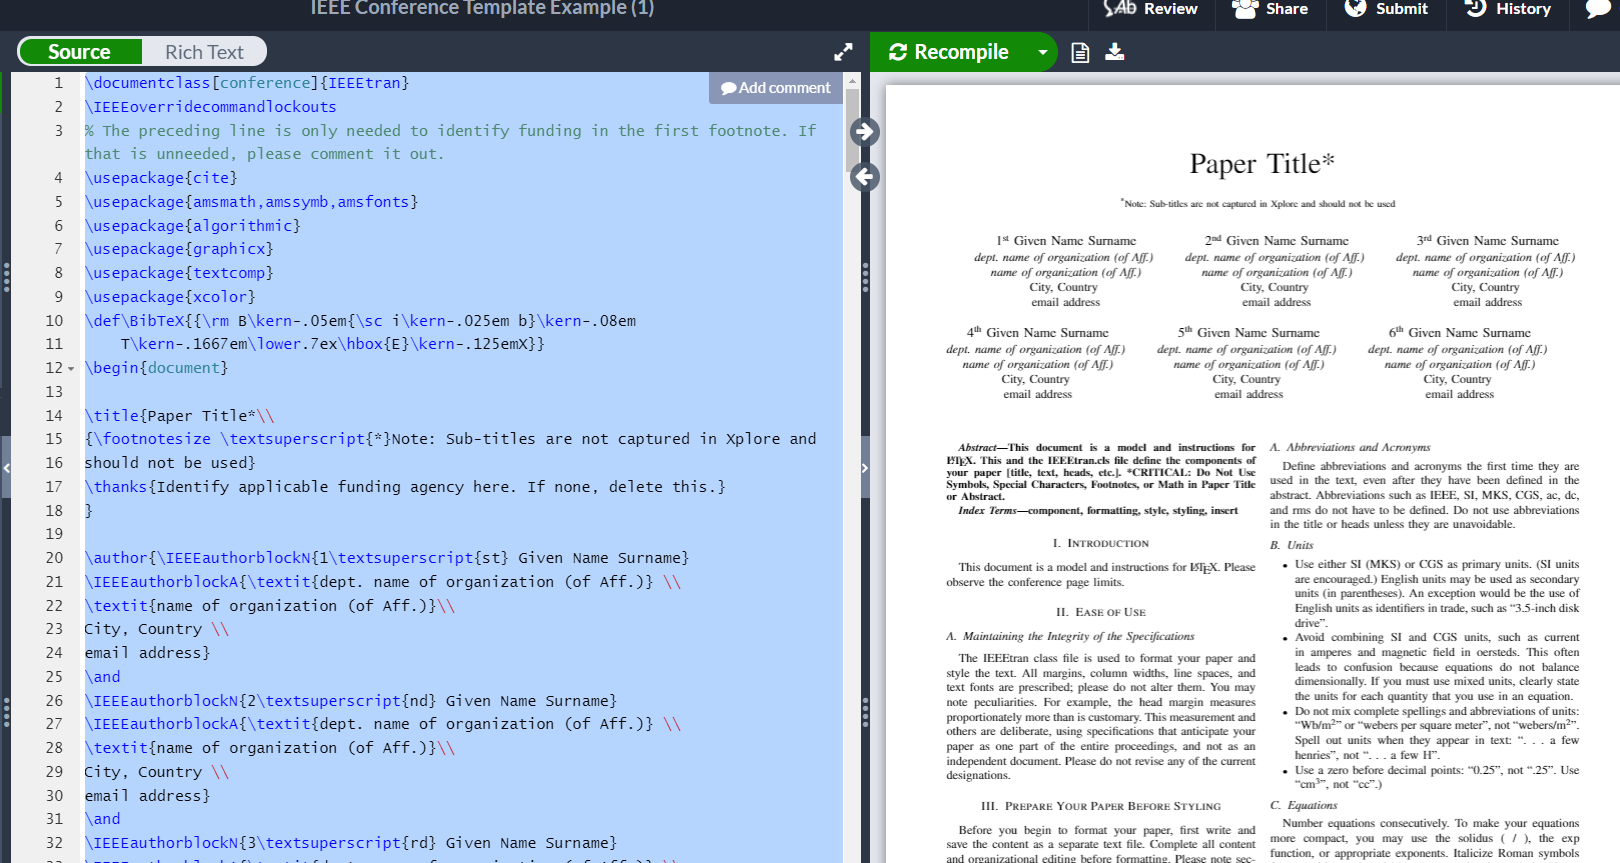 IEEE Conference Template Example (1)
Review
Share
Submit
History
Source
Rich Text
Recompile
Add comment
1 \documentclass[conference]{IEEEtran}
2 \IEEEoverridecommandlockouts
3 % The preceding line is only needed to identify funding in the first footnote. If
that is unneeded, please comment it out.
4 \usepackage{cite}
5 \usepackage{amsmath,amssymb,amsfonts}
6 \usepackage{algorithmic}
7 \usepackage{graphicx}
8 \usepackage{textcomp}
9 \usepackage{xcolor}
10 \def\BibTeX{{\rm B\kern-.05em{\sc i\kern-.025em b}\kern-.08em
11 T\kern-.1667em\lower.7ex\hbox{E}\kern-.125emX}}
12 \begin{document}
13
14 \title{Paper Title*\\
15 {\footnotesize \textsuperscript{*}Note: Sub-titles are not captured in Xplore and
16 should not be used}
17 \thanks{Identify applicable funding agency here. If none, delete this.}
18 }
19
20 \author{\IEEEauthorblockN{1\textsuperscript{st} Given Name Surname}
21 \IEEEauthorblockA{\textit{dept. name of organization (of Aff.)} \\
22 \textit{name of organization (of Aff.)}\\
23 City, Country \\
24 email address}
25 \and
26 \IEEEauthorblockN{2\textsuperscript{nd} Given Name Surname}
27 \IEEEauthorblockA{\textit{dept. name of organization (of Aff.)} \\
28 \textit{name of organization (of Aff.)}\\
29 City, Country \\
30 email address}
31 \and
32 \IEEEauthorblockN{3\textsuperscript{rd} Given Name Surname}
Paper Title*
*Note: Sub-titles are not captured in Xplore and should not be used
1st Given Name Surname
dept. name of organization (of Aff.)
name of organization (of Aff.)
City, Country
email address
2nd Given Name Surname
dept. name of organization (of Aff.)
name of organization (of Aff.)
City, Country
email address
3rd Given Name Surname
dept. name of organization (of Aff.)
name of organization (of Aff.)
City, Country
email address
4th Given Name Surname
dept. name of organization (of Aff.)
name of organization (of Aff.)
City, Country
email address
5th Given Name Surname
dept. name of organization (of Aff.)
name of organization (of Aff.)
City, Country
email address
6th Given Name Surname
dept. name of organization (of Aff.)
name of organization (of Aff.)
City, Country
email address
Abstract—This document is a model and instructions for
LATEX. This and the IEEEtran.cls file define the components of
your paper [title, text, heads, etc.]. *CRITICAL: Do Not Use
Symbols, Special Characters, Footnotes, or Math in Paper Title
or Abstract.
Index Terms—component, formatting, style, styling, insert
I. INTRODUCTION
This document is a model and instructions for LATEX. Please
observe the conference page limits.
II. EASE OF USE
A. Maintaining the Integrity of the Specifications
The IEEEtran class file is used to format your paper and
style the text. All margins, column widths, line spaces, and
text fonts are prescribed; please do not alter them. You may
note peculiarities. For example, the head margin measures
proportionately more than is customary. This measurement and
others are deliberate, using specifications that anticipate your
paper as one part of the entire proceedings, and not as an
independent document. Please do not revise any of the current
designations.
III. PREPARE YOUR PAPER BEFORE STYLING
Before you begin to format your paper, first write and
save the content as a separate text file. Complete all content
and organizational editing before formatting. Please note sec-
A. Abbreviations and Acronyms
Define abbreviations and acronyms the first time they are
used in the text, even after they have been defined in the
abstract. Abbreviations such as IEEE, SI, MKS, CGS, ac, dc,
and rms do not have to be defined. Do not use abbreviations
in the title or heads unless they are unavoidable.
B. Units
• Use either SI (MKS) or CGS as primary units. (SI units
are encouraged.) English units may be used as secondary
units (in parentheses). An exception would be the use of
English units as identifiers in trade, such as “3.5-inch disk
drive”.
• Avoid combining SI and CGS units, such as current
in amperes and magnetic field in oersteds. This often
leads to confusion because equations do not balance
dimensionally. If you must use mixed units, clearly state
the units for each quantity that you use in an equation.
• Do not mix complete spellings and abbreviations of units:
“Wb/m2” or “webers per square meter”, not “webers/m2”.
Spell out units when they appear in text: “. . . a few
henries”, not “. . . a few H”.
• Use a zero before decimal points: “0.25”, not “.25”. Use
“cm3”, not “cc”.)
C. Equations
Number equations consecutively. To make your equations
more compact, you may use the solidus ( / ), the exp
function, or appropriate exponents. Italicize Roman symbols